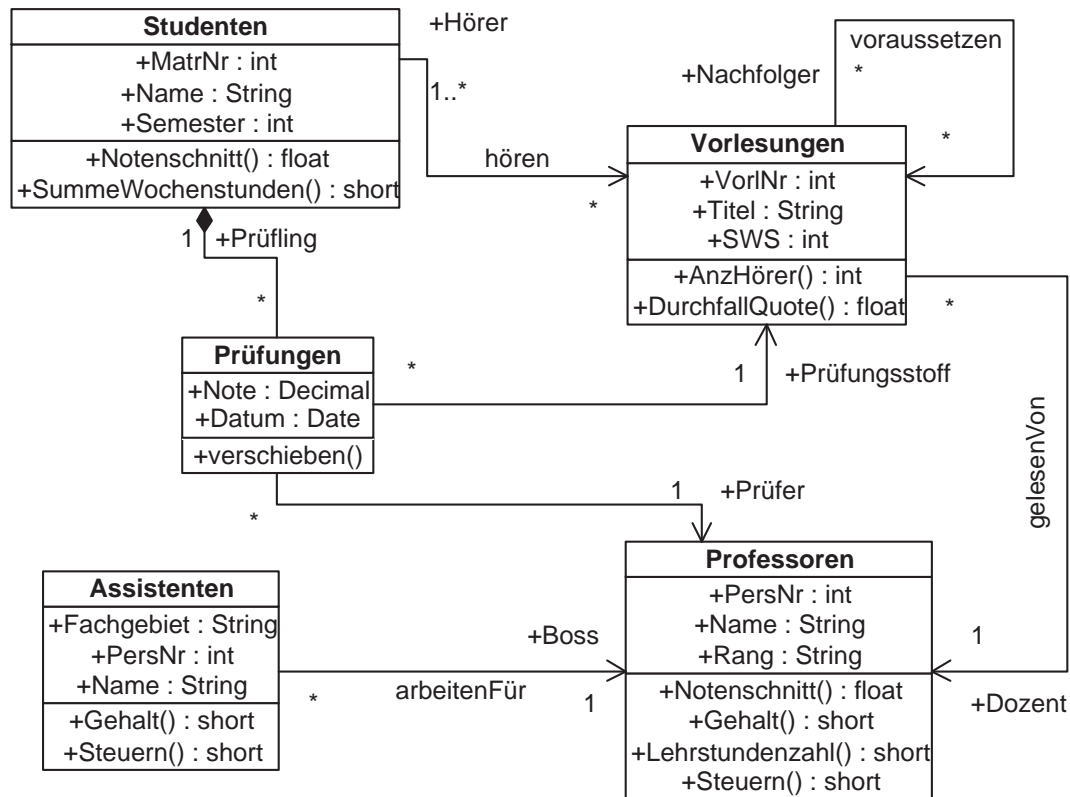 Studenten
+MatrNr : int
+Name : String
+Semester : int
+Notenschnitt() : float
+SummeWochenstunden() : short
+Hörer
1..*
hören
*
voraussetzen
+Nachfolger
*
*
Vorlesungen
+VorlNr : int
+Titel : String
+SWS : int
+AnzHörer() : int
+DurchfallQuote() : float
*
1
+Prüfling
*
Prüfungen
+Note : Decimal
+Datum : Date
+verschieben()
*
1
+Prüfungsstoff
gelesenVon
*
1
+Prüfer
Assistenten
+Fachgebiet : String
+PersNr : int
+Name : String
+Gehalt() : short
+Steuern() : short
+Boss
*
arbeitenFür
1
Professoren
+PersNr : int
+Name : String
+Rang : String
+Notenschnitt() : float
+Gehalt() : short
+Lehrstundenzahl() : short
+Steuern() : short
1
+Dozent